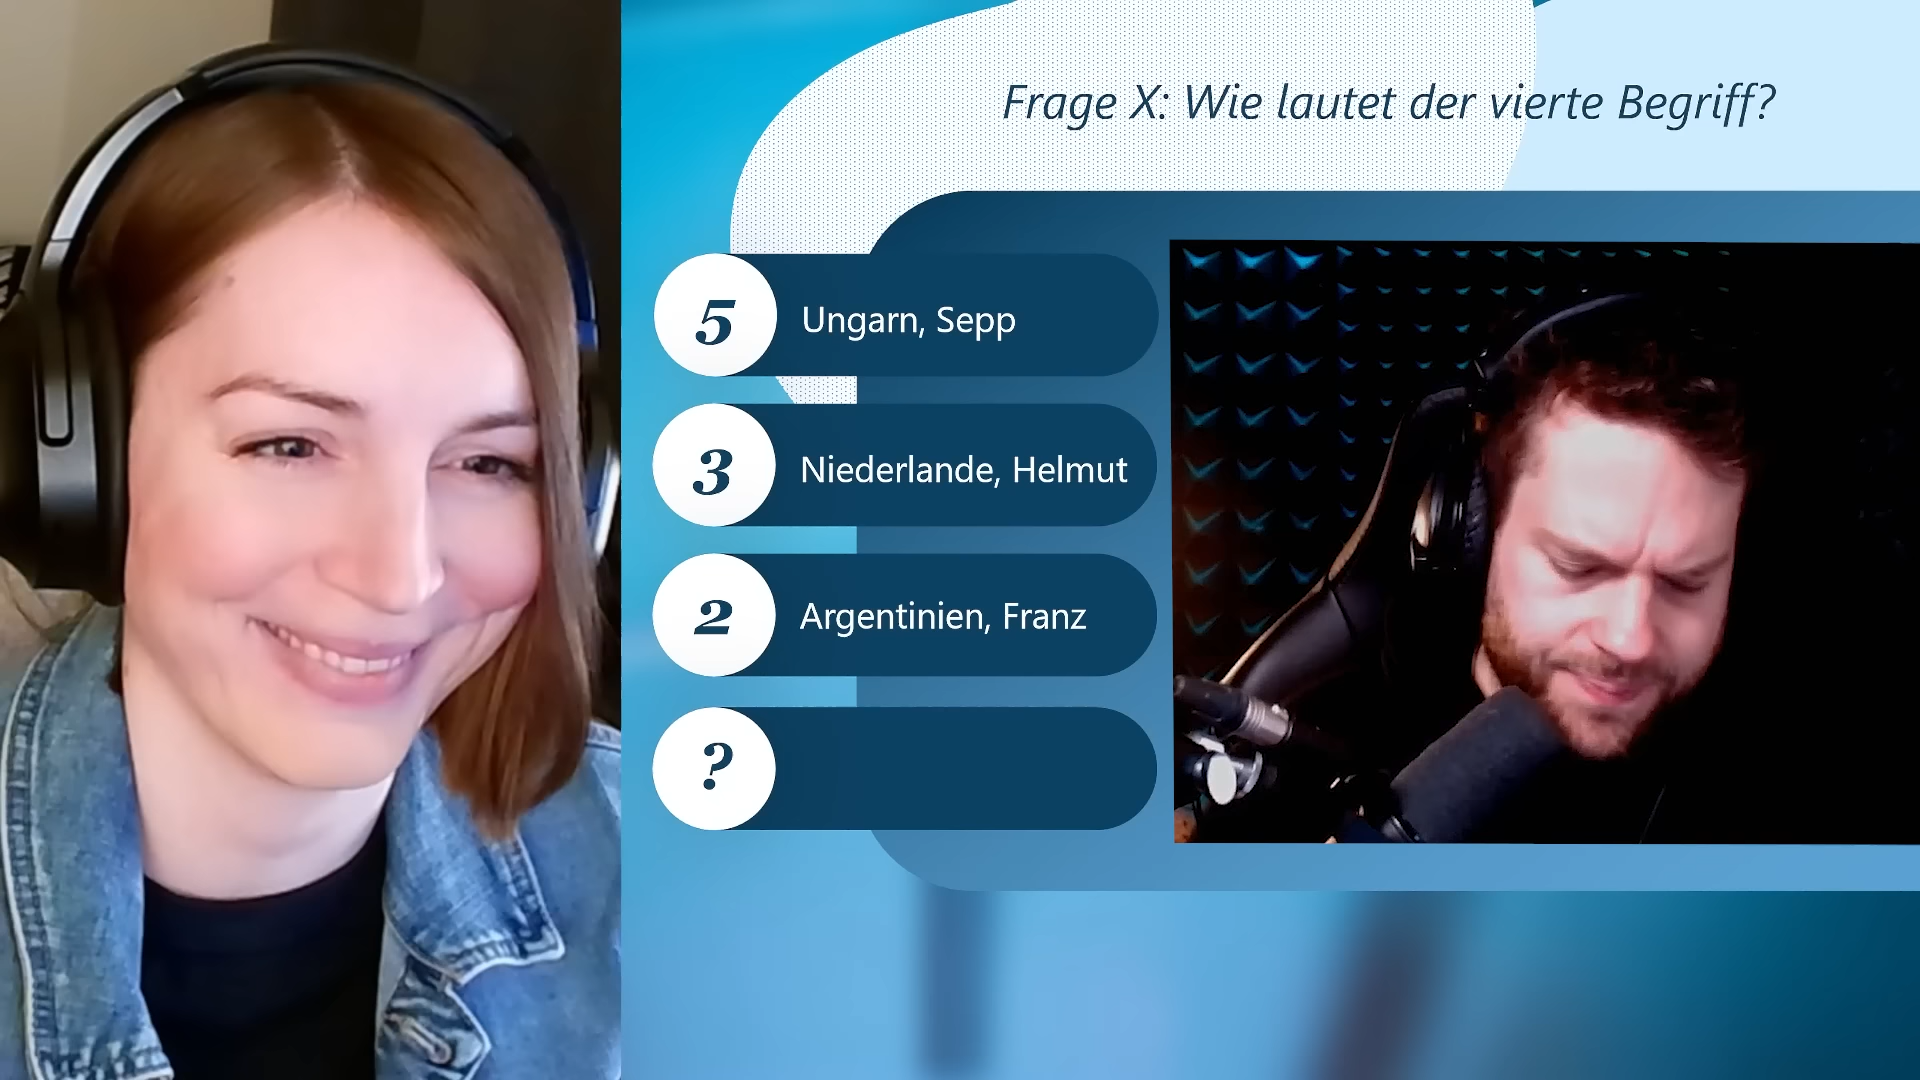 Frage X: Wie lautet der vierte Begriff?
5 Ungarn, Sepp
3 Niederlande, Helmut
2 Argentinien, Franz
?